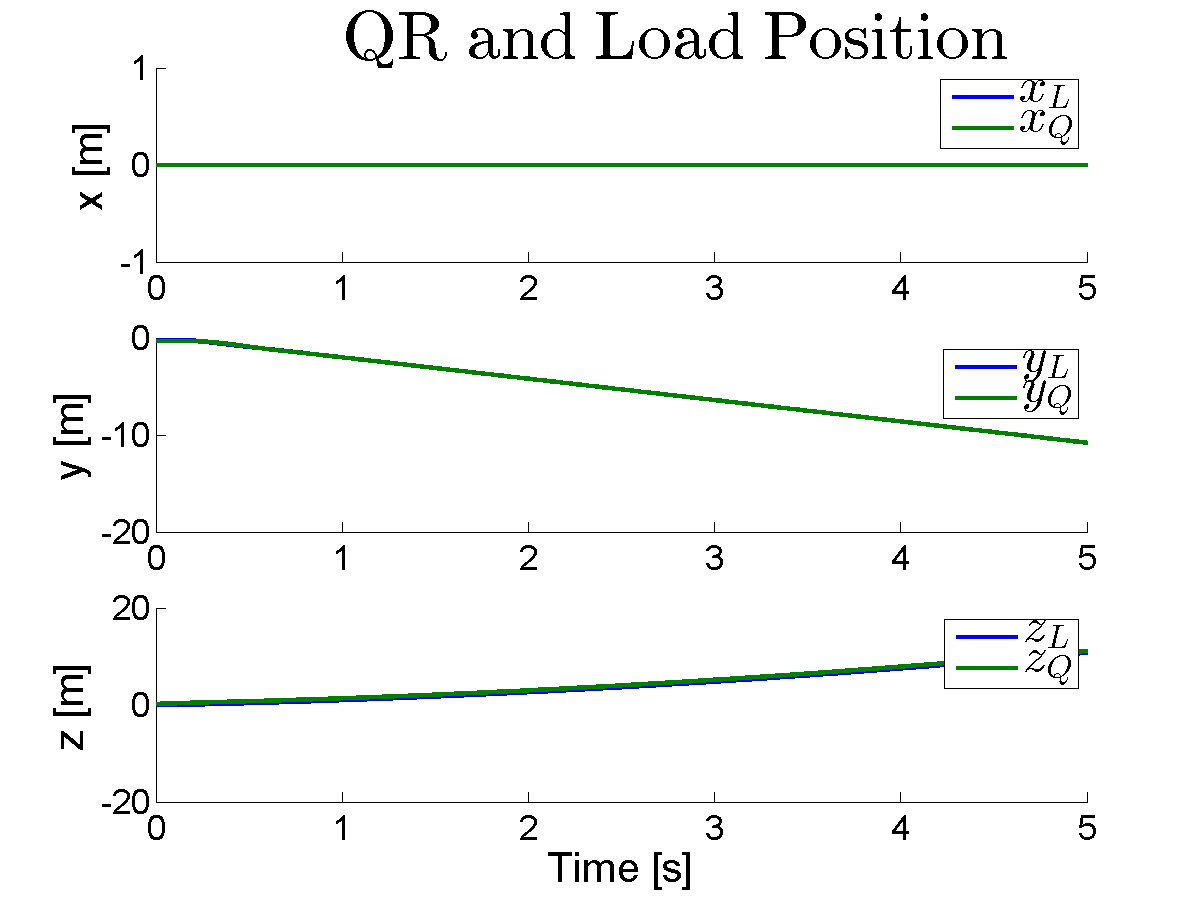 QR and Load Position
1
0
-1
x [m]
x_L
x_Q
0 1 2 3 4 5
0
-10
-20
y [m]
y_L
y_Q
0 1 2 3 4 5
20
0
-20
z [m]
z_L
z_Q
0 1 2 3 4 5
Time [s]